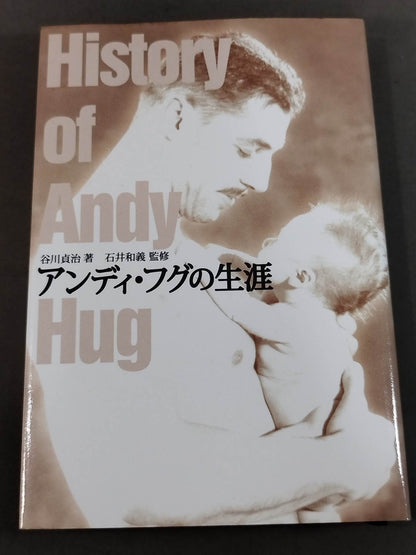 History
of
Andy
谷川貞治 著 石井和義 監修
アンディ・フグの生涯
Hug